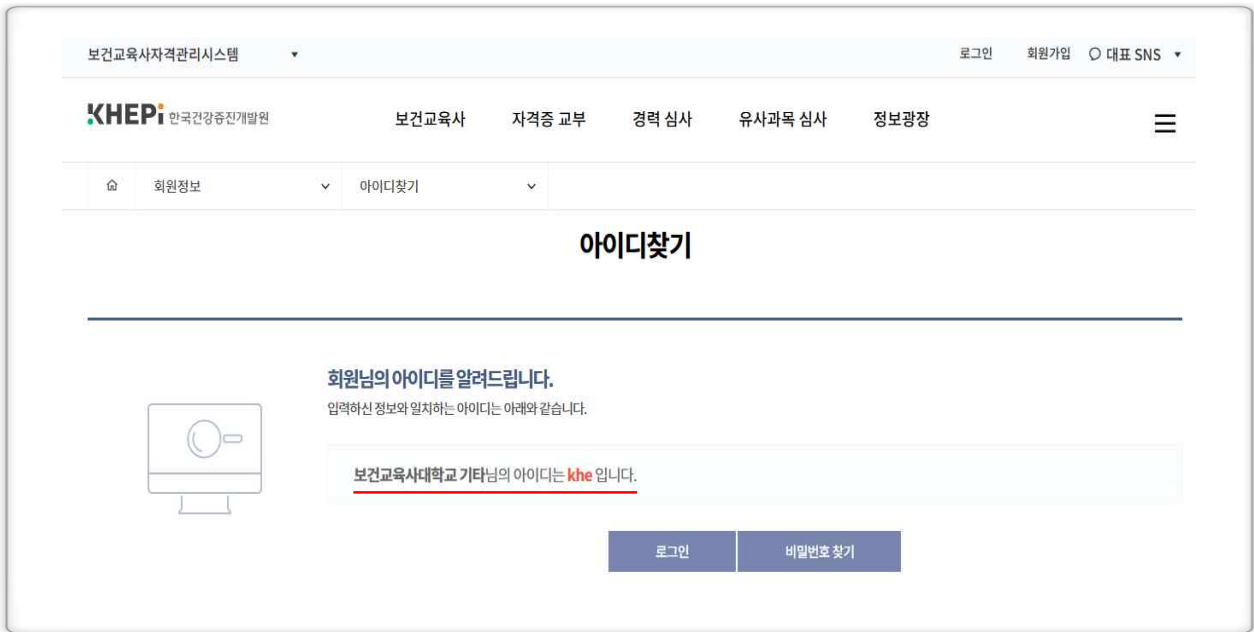 보건교육사자격관리시스템 ▼ 로그인 회원가입 대표 SNS ▼
KHEPi 한국건강증진개발원 보건교육사 자격증 교부 경력 심사 유사과목 심사 정보광장
회원정보 아이디찾기
아이디찾기
회원님의 아이디를 알려드립니다.
입력하신 정보와 일치하는 아이디는 아래와 같습니다.
보건교육사대학교 기타님의 아이디는 khe 입니다.
로그인 비밀번호 찾기